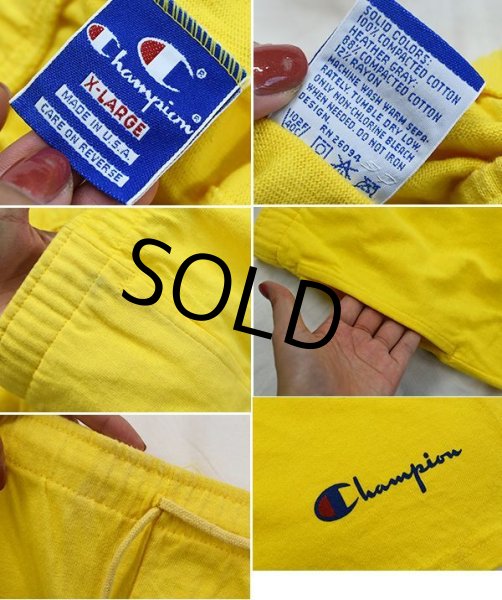 Champion
X-LARGE
MADE IN U.S.A.
CARE ON REVERSE
SOLID COLORS:
100% COMPACTED COTTON
HEATHER GRAY:
COMPACTED COTTON
12% RAYON
MACHINE WASH WARM SEPA-
RATELY. TUMBLE DRY LOW.
ONLY NON-CHLORINE BLEACH
WHEN NEEDED. DO NOT IRON
DESIGN.
RN 26094
SOLD
Champion